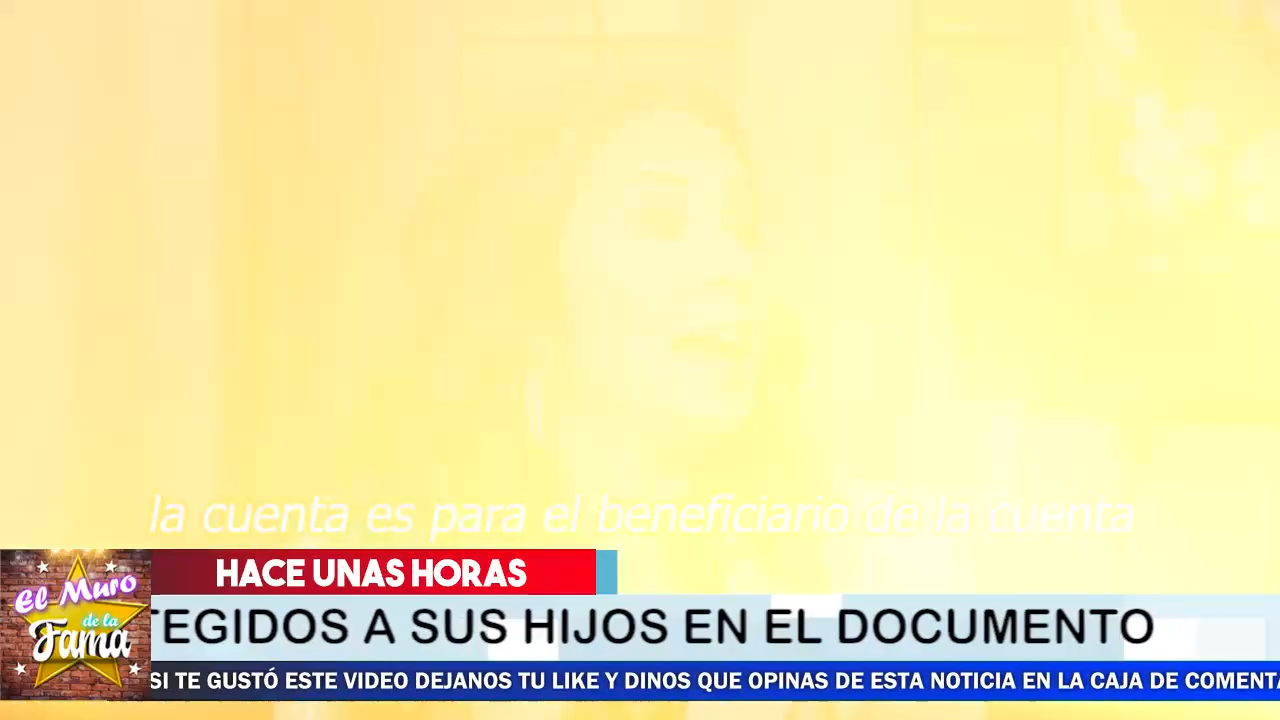 la cuenta es para el beneficiario de la cuenta
HACE UNAS HORAS
TEGIDOS A SUS HIJOS EN EL DOCUMENTO
El Muro
de la
Fama
SI TE GUSTÓ ESTE VIDEO DEJANOS TU LIKE Y DINOS QUE OPINAS DE ESTA NOTICIA EN LA CAJA DE COMENTA